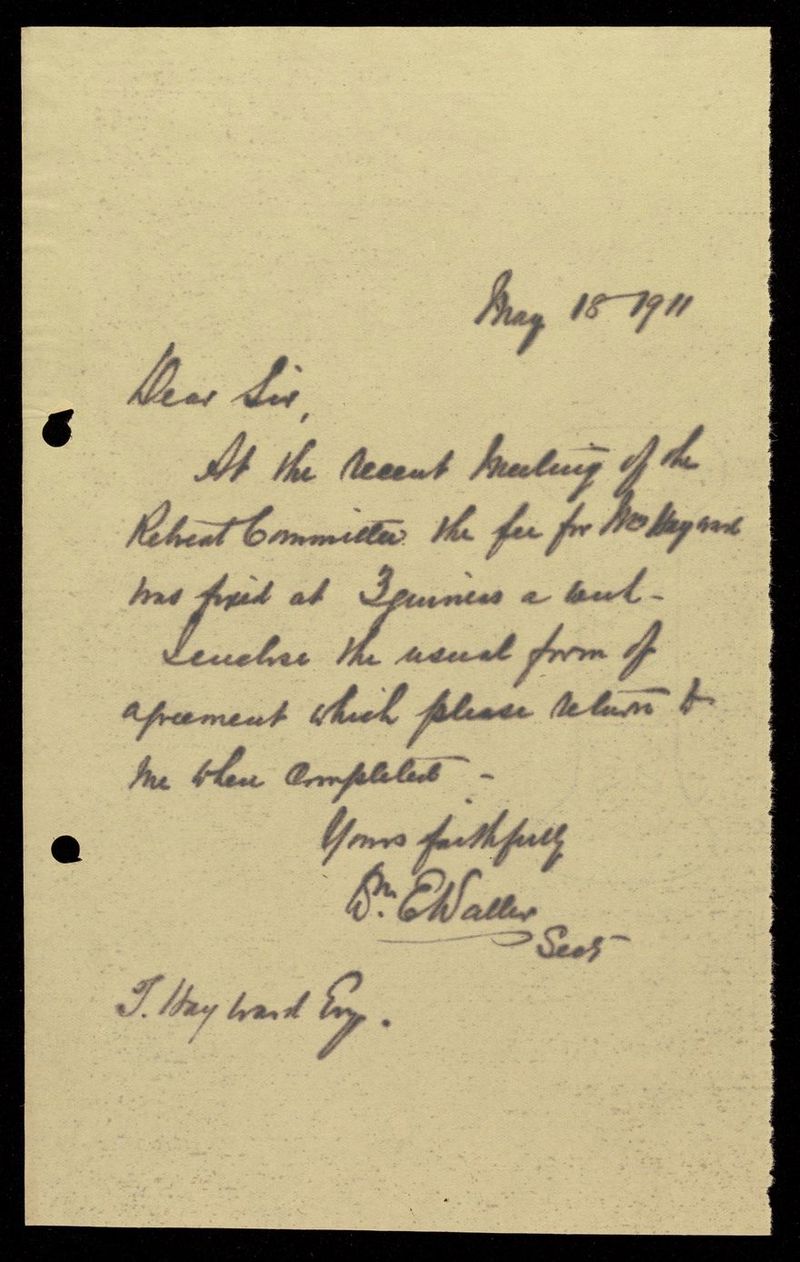 May 18 1911
Dear Sir,
At the recent Meeting of the
Retreat Committee the fee for Mrs Hayward
was fixed at 3 guineas a week -
I enclose the usual form of
agreement which please return to
me when completed -
Yours faithfully
Wm. E Waller
Secy
T. Hayward Esq.